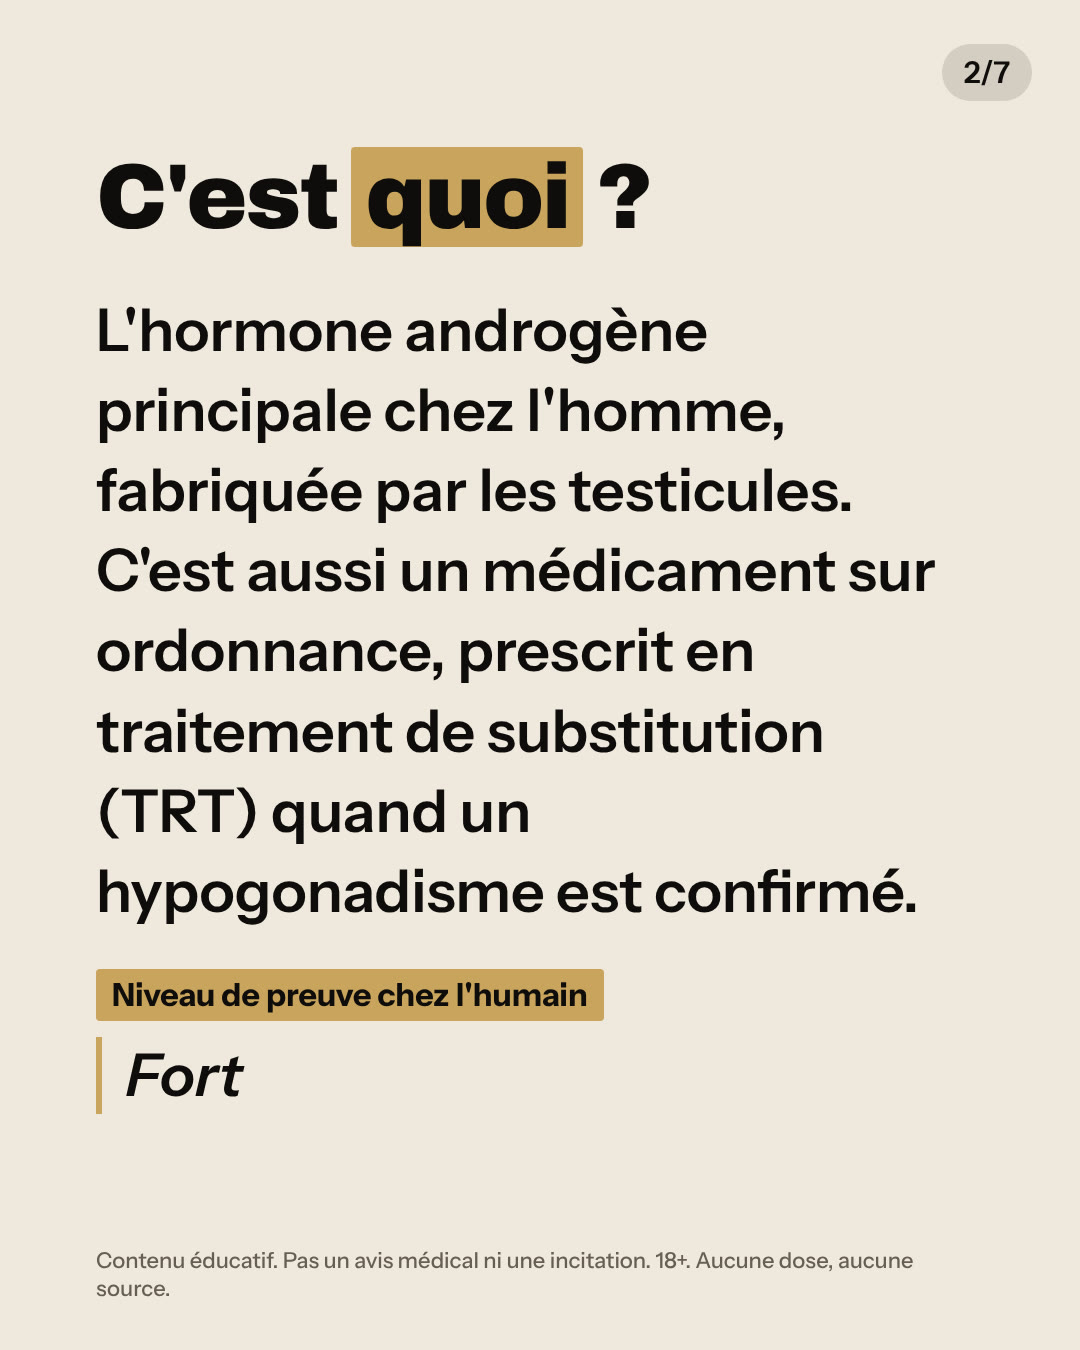 2/7
C'est quoi ?
L'hormone androgène
principale chez l'homme,
fabriquée par les testicules.
C'est aussi un médicament sur
ordonnance, prescrit en
traitement de substitution
(TRT) quand un
hypogonadisme est confirmé.
Niveau de preuve chez l'humain
Fort
Contenu éducatif. Pas un avis médical ni une incitation. 18+. Aucune dose, aucune
source.